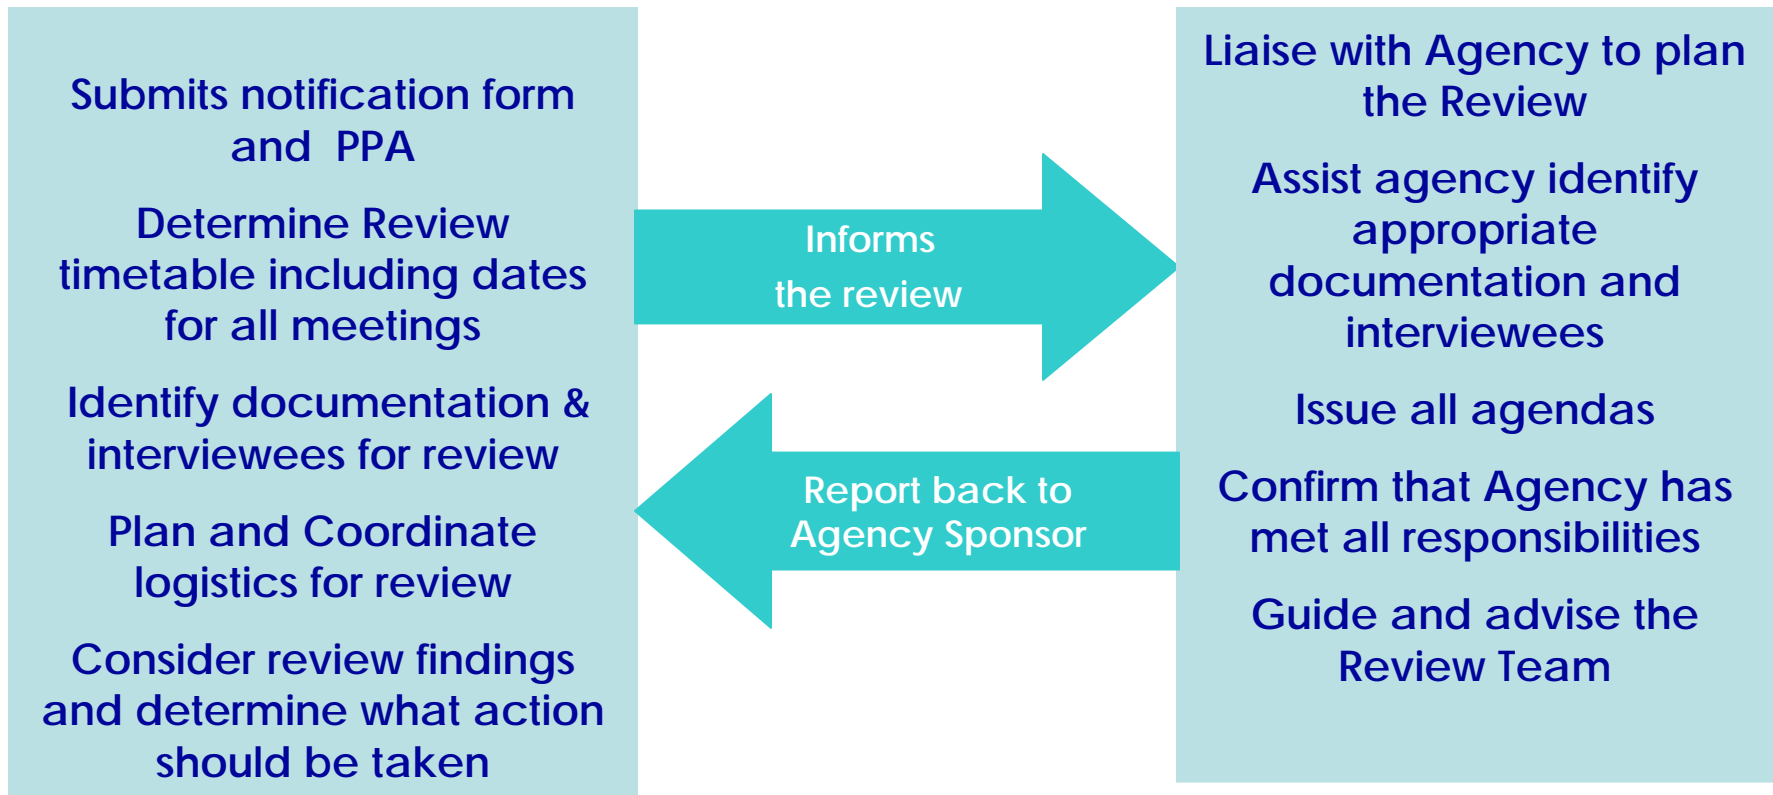 Submits notification form
and PPA
Determine Review
timetable including dates
for all meetings
Identify documentation &
interviewees for review
Plan and Coordinate
logistics for review
Consider review findings
and determine what action
should be taken
Informs
the review
Report back to
Agency Sponsor
Liaise with Agency to plan
the Review
Assist agency identify
appropriate
documentation and
interviewees
Issue all agendas
Confirm that Agency has
met all responsibilities
Guide and advise the
Review Team